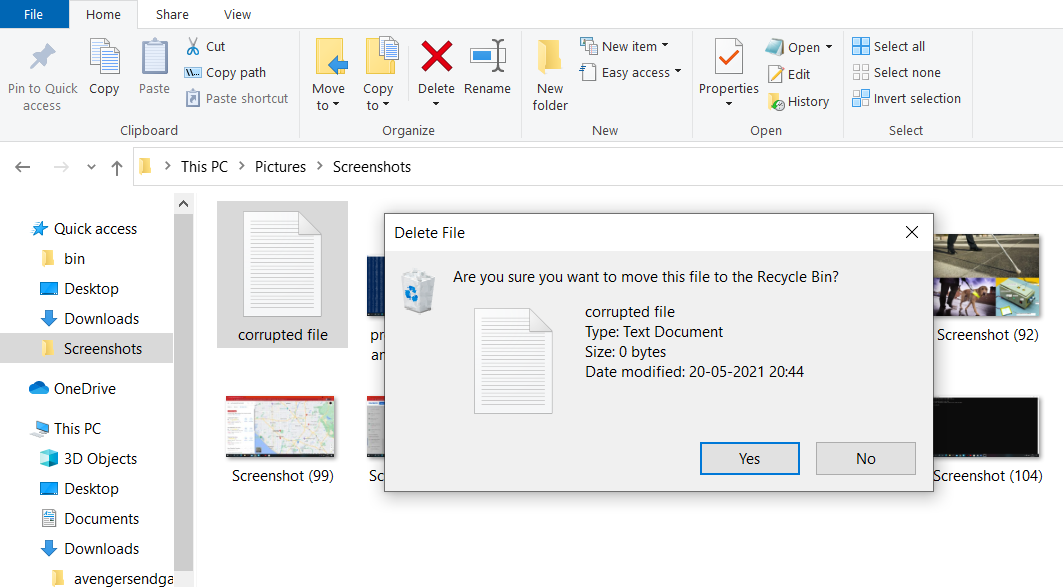 File
Home
Share
View
Pin to Quick
access
Copy
Paste
Cut
Copy path
Paste shortcut
Clipboard
Move
to
Copy
to
Delete
Rename
Organize
New
folder
New item
Easy access
New
Properties
Open
Edit
History
Open
Select all
Select none
Invert selection
Select
This PC
Pictures
Screenshots
Quick access
bin
Desktop
Downloads
Screenshots
OneDrive
This PC
3D Objects
Desktop
Documents
Downloads
avengersendga
corrupted file
pr
an
Screenshot (92)
Screenshot (99)
Sc
Screenshot (104)
Delete File
Are you sure you want to move this file to the Recycle Bin?
corrupted file
Type: Text Document
Size: 0 bytes
Date modified: 20-05-2021 20:44
Yes
No